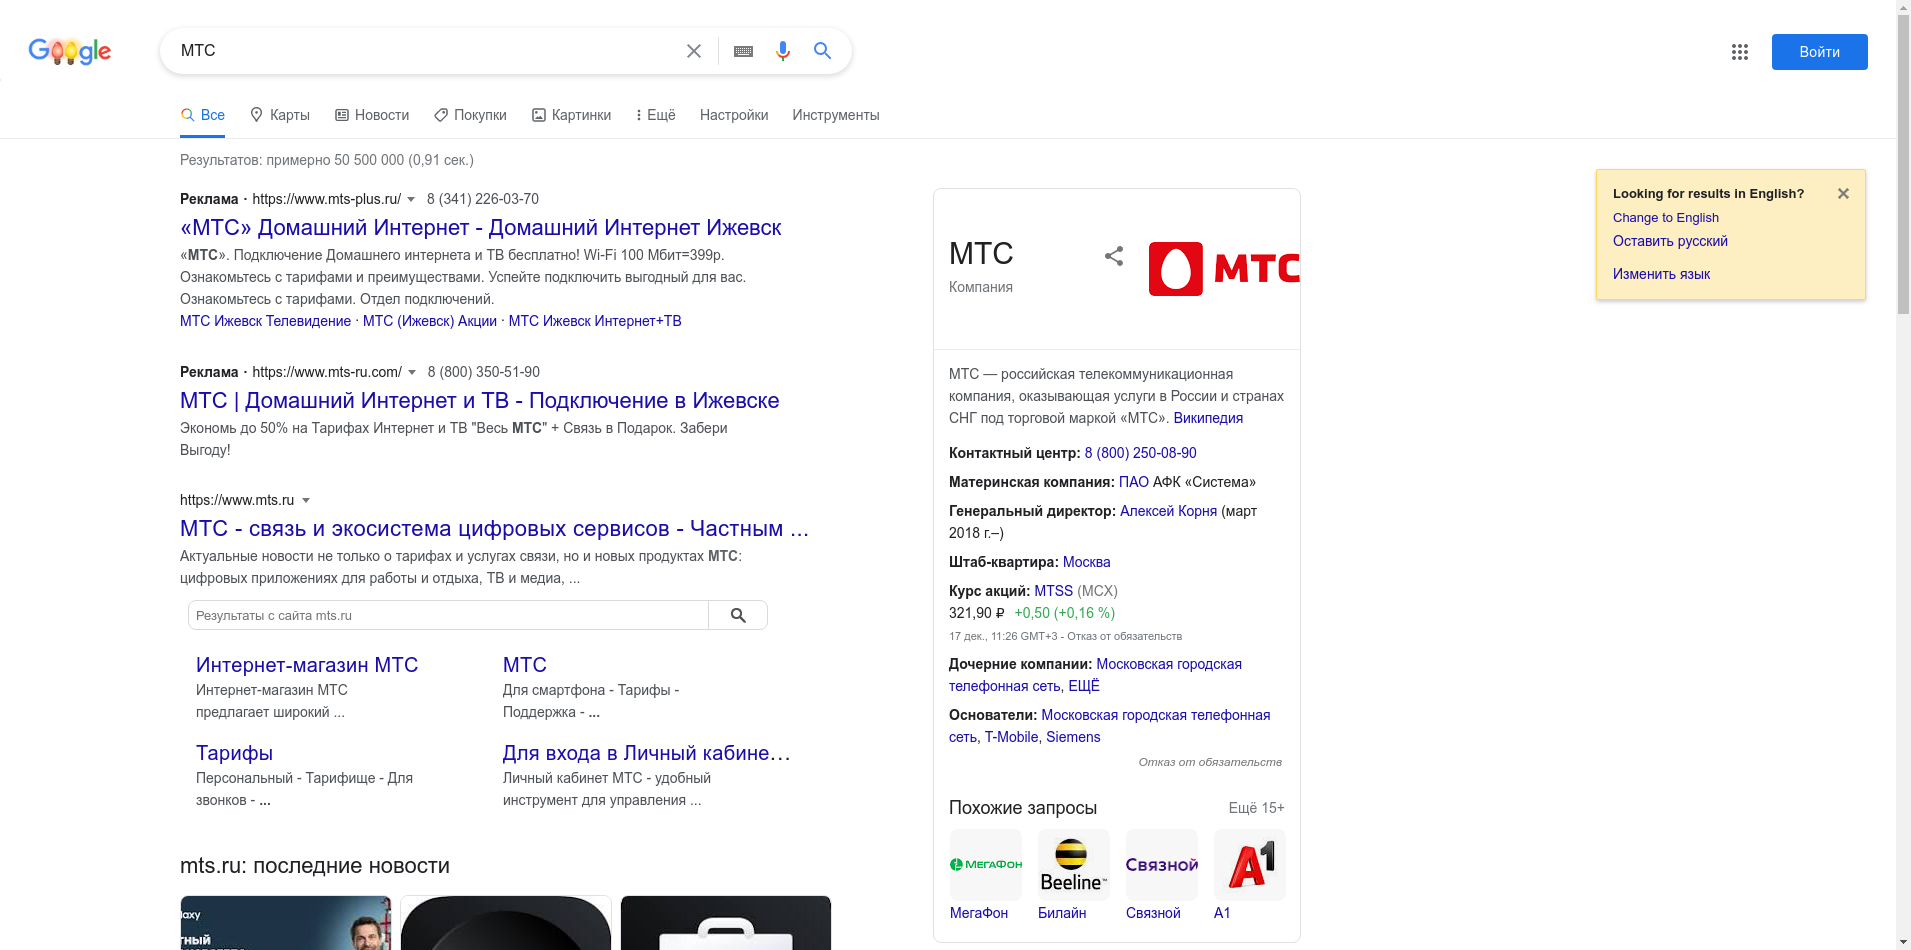 Google
МТС
Войти
Все
Карты
Новости
Покупки
Картинки
Ещё
Настройки
Инструменты
Результатов: примерно 50 500 000 (0,91 сек.)
Реклама · https://www.mts-plus.ru/ 8 (341) 226-03-70
«МТС» Домашний Интернет - Домашний Интернет Ижевск
«МТС». Подключение Домашнего интернета и ТВ бесплатно! Wi-Fi 100 Мбит=399р.
Ознакомьтесь с тарифами и преимуществами. Успейте подключить выгодный для вас.
Ознакомьтесь с тарифами. Отдел подключений.
МТС Ижевск Телевидение · МТС (Ижевск) Акции · МТС Ижевск Интернет+ТВ
Реклама · https://www.mts-ru.com/ 8 (800) 350-51-90
МТС | Домашний Интернет и ТВ - Подключение в Ижевске
Экономь до 50% на Тарифах Интернет и ТВ "Весь МТС" + Связь в Подарок. Забери
Выгоду!
https://www.mts.ru
МТС - связь и экосистема цифровых сервисов - Частным ...
Актуальные новости не только о тарифах и услугах связи, но и новых продуктах МТС:
цифровых приложениях для работы и отдыха, ТВ и медиа, ...
Результаты с сайта mts.ru
Интернет-магазин МТС
Интернет-магазин МТС
предлагает широкий ...
МТС
Для смартфона - Тарифы -
Поддержка - ...
Тарифы
Персональный - Тарифище - Для
звонков - ...
Для входа в Личный кабине...
Личный кабинет МТС - удобный
инструмент для управления ...
mts.ru: последние новости
МТС
Компания
МТС
МТС — российская телекоммуникационная
компания, оказывающая услуги в России и странах
СНГ под торговой маркой «МТС». Википедия
Контактный центр: 8 (800) 250-08-90
Материнская компания: ПАО АФК «Система»
Генеральный директор: Алексей Корня (март
2018 г.–)
Штаб-квартира: Москва
Курс акций: MTSS (MCX)
321,90 ₽ +0,50 (+0,16 %)
17 дек., 11:26 GMT+3 - Отказ от обязательств
Дочерние компании: Московская городская
телефонная сеть, ЕЩЁ
Основатели: Московская городская телефонная
сеть, T-Mobile, Siemens
Отказ от обязательств
Похожие запросы
Ещё 15+
МЕГАФОН
Beeline™
Связной
A1
МегаФон
Билайн
Связной
А1
Looking for results in English?
Change to English
Оставить русский
Изменить язык